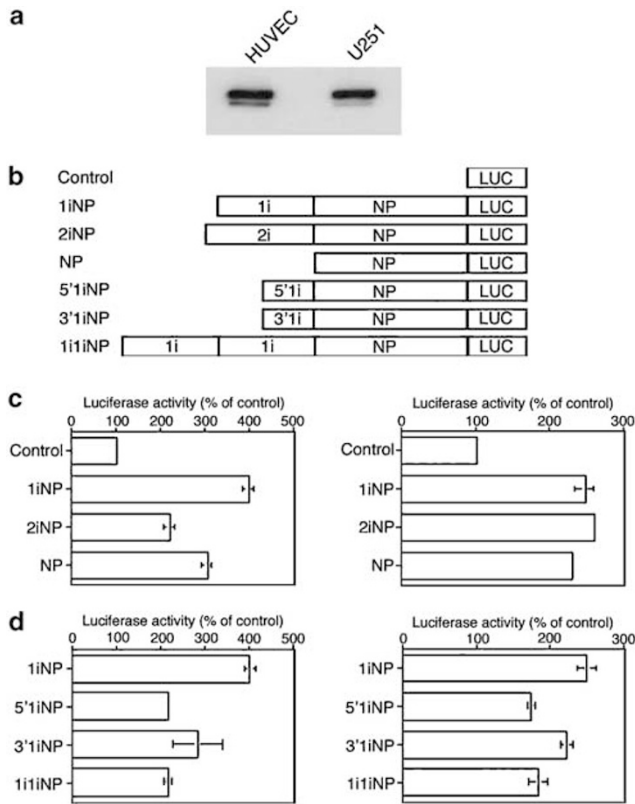 a
HUVEC U251
b
Control LUC
1iNP 1i NP LUC
2iNP 2i NP LUC
NP NP LUC
5'1iNP 5'1i NP LUC
3'1iNP 3'1i NP LUC
1i1iNP 1i 1i NP LUC
c
Luciferase activity (% of control)
0 100 200 300 400 500
Control
1iNP
2iNP
NP
Luciferase activity (% of control)
0 100 200 300
Control
1iNP
2iNP
NP
d
Luciferase activity (% of control)
0 100 200 300 400 500
1iNP
5'1iNP
3'1iNP
1i1iNP
Luciferase activity (% of control)
0 100 200 300
1iNP
5'1iNP
3'1iNP
1i1iNP